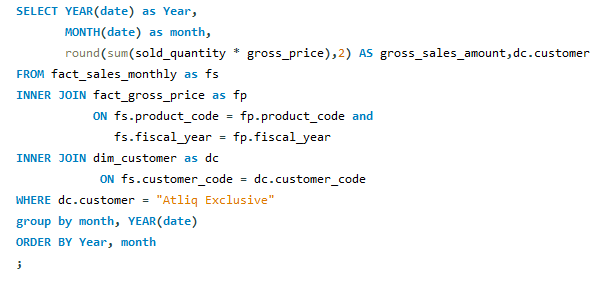 SELECT YEAR(date) as Year,
MONTH(date) as month,
round(sum(sold_quantity * gross_price),2) AS gross_sales_amount,dc.customer
FROM fact_sales_monthly as fs
INNER JOIN fact_gross_price as fp
ON fs.product_code = fp.product_code and
fs.fiscal_year = fp.fiscal_year
INNER JOIN dim_customer as dc
ON fs.customer_code = dc.customer_code
WHERE dc.customer = "Atliq Exclusive"
group by month, YEAR(date)
ORDER BY Year, month
;